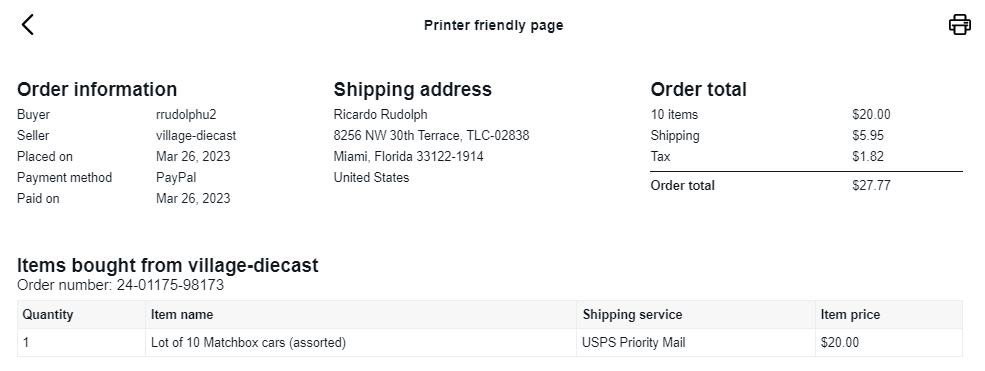 Printer friendly page
Order information
Buyer rrudolphu2
Seller village-diecast
Placed on Mar 26, 2023
Payment method PayPal
Paid on Mar 26, 2023
Shipping address
Ricardo Rudolph
8256 NW 30th Terrace, TLC-02838
Miami, Florida 33122-1914
United States
Order total
10 items $20.00
Shipping $5.95
Tax $1.82
Order total $27.77
Items bought from village-diecast
Order number: 24-01175-98173
Quantity Item name Shipping service Item price
1 Lot of 10 Matchbox cars (assorted) USPS Priority Mail $20.00